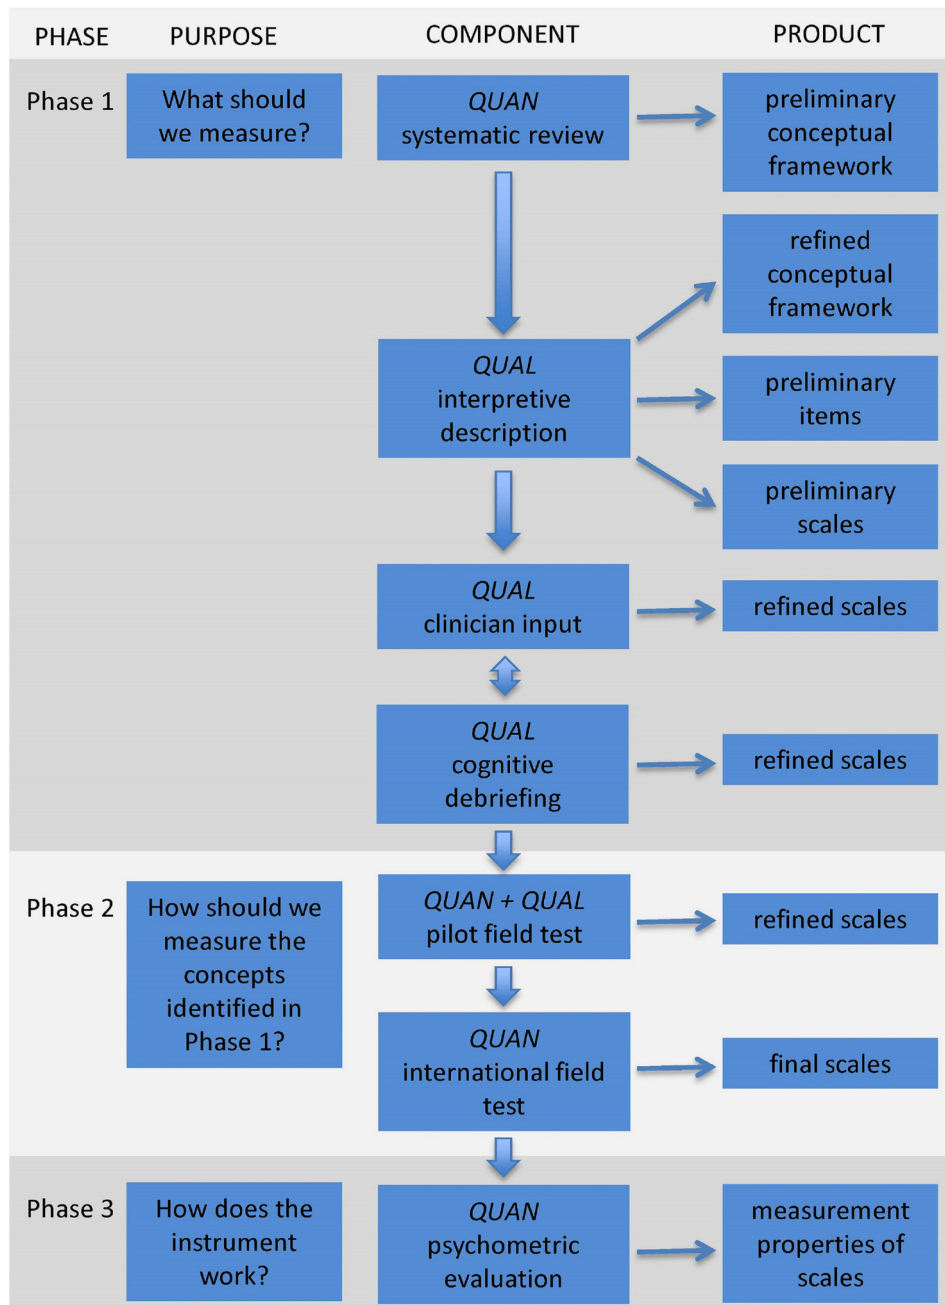 PHASE PURPOSE COMPONENT PRODUCT
Phase 1
What should
we measure?
QUAN
systematic review
preliminary
conceptual
framework
refined
conceptual
framework
QUAL
interpretive
description
preliminary
items
preliminary
scales
QUAL
clinician input
refined scales
QUAL
cognitive
debriefing
refined scales
Phase 2
How should we
measure the
concepts
identified in
Phase 1?
QUAN + QUAL
pilot field test
refined scales
QUAN
international field
test
final scales
Phase 3
How does the
instrument
work?
QUAN
psychometric
evaluation
measurement
properties of
scales